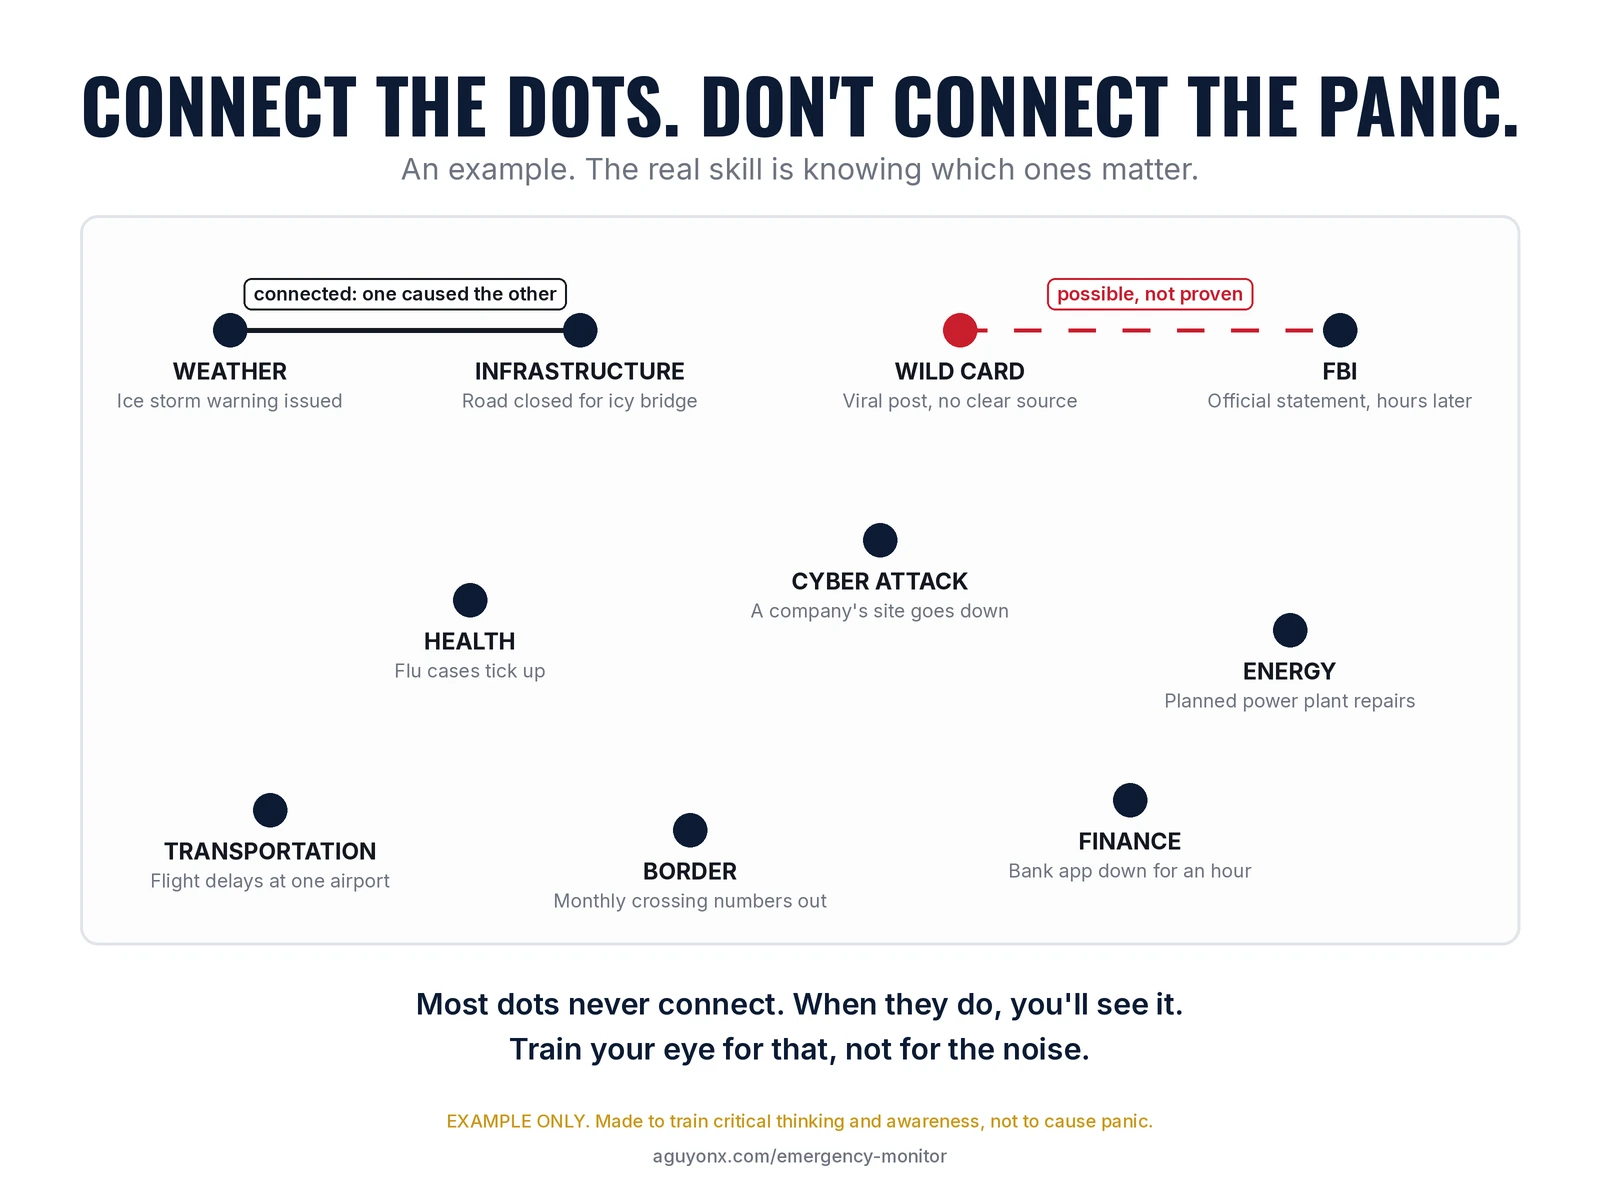 CONNECT THE DOTS. DON'T CONNECT THE PANIC.
An example. The real skill is knowing which ones matter.
connected: one caused the other
possible, not proven
WEATHER
Ice storm warning issued
INFRASTRUCTURE
Road closed for icy bridge
WILD CARD
Viral post, no clear source
FBI
Official statement, hours later
CYBER ATTACK
A company's site goes down
HEALTH
Flu cases tick up
ENERGY
Planned power plant repairs
TRANSPORTATION
Flight delays at one airport
BORDER
Monthly crossing numbers out
FINANCE
Bank app down for an hour
Most dots never connect. When they do, you'll see it.
Train your eye for that, not for the noise.
EXAMPLE ONLY. Made to train critical thinking and awareness, not to cause panic.
aguyonx.com/emergency-monitor